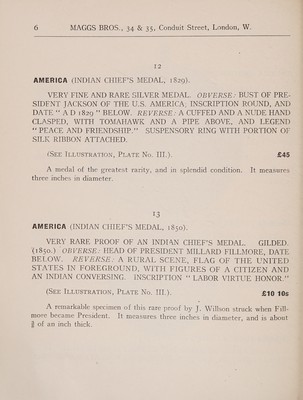 6 MAGGS BROS., 34 & 35, Conduit Street, London, W.
12
AMERICA (INDIAN CHIEF'S MEDAL, 1829).
VERY FINE AND RARE SILVER MEDAL. OBVERSE: BUST OF PRE-
SIDENT JACKSON OF THE U.S. AMERICA; INSCRIPTION ROUND, AND
DATE " A D 1829 " BELOW. REVERSE: A CUFFED AND A NUDE HAND
CLASPED, WITH TOMAHAWK AND A PIPE ABOVE, AND LEGEND
" PEACE AND FRIENDSHIP." SUSPENSORY RING WITH PORTION OF
SILK RIBBON ATTACHED.
(SEE ILLUSTRATION, PLATE No. III.). £45
A medal of the greatest rarity, and in splendid condition. It measures
three inches in diameter.
13
AMERICA (INDIAN CHIEF'S MEDAL, 1850).
VERY RARE PROOF OF AN INDIAN CHIEF'S MEDAL. GILDED.
(1850.) OBVERSE: HEAD OF PRESIDENT MILLARD FILLMORE, DATE
BELOW. REVERSE: A RURAL SCENE, FLAG OF THE UNITED
STATES IN FOREGROUND, WITH FIGURES OF A CITIZEN AND
AN INDIAN CONVERSING. INSCRIPTION " LABOR VIRTUE HONOR."
(SEE ILLUSTRATION, PLATE No. III.). £10 10s
A remarkable specimen of this rare proof by J. Willson struck when Fill-
more became President. It measures three inches in diameter, and is about
of an inch thick.